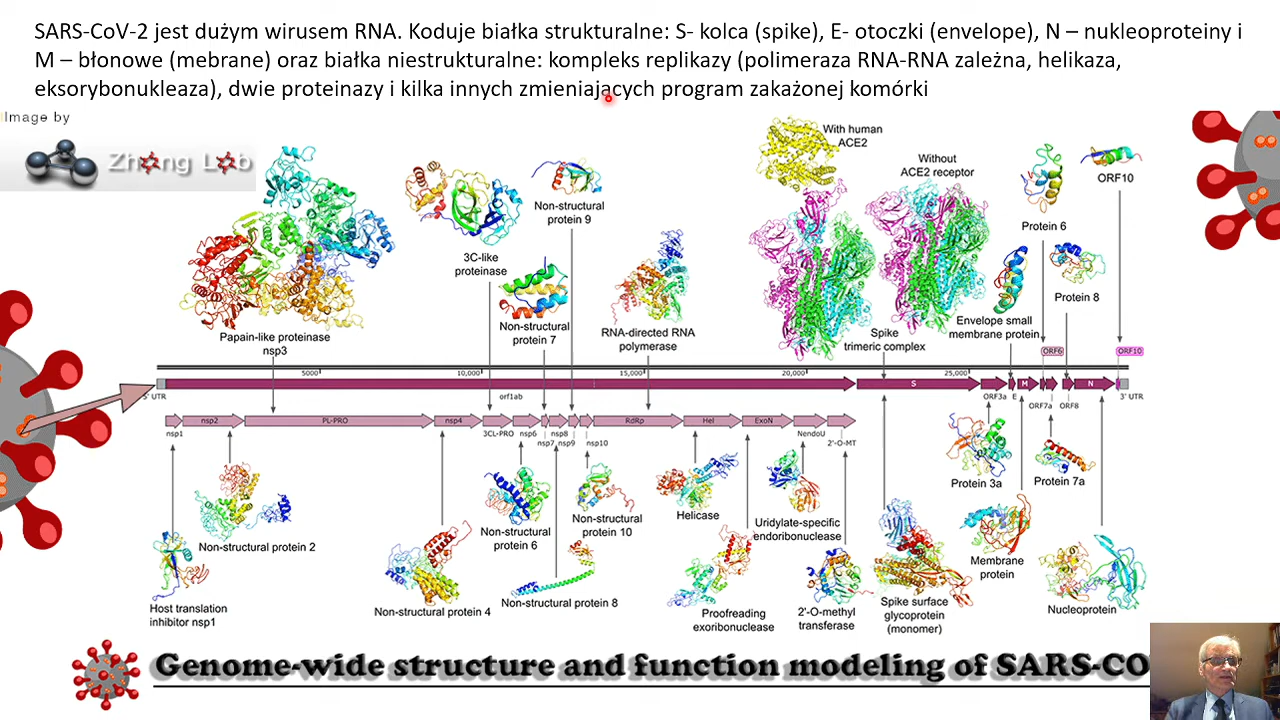 SARS-CoV-2 jest dużym wirusem RNA. Koduje białka strukturalne: S- kolca (spike), E- otoczki (envelope), N – nukleoproteiny i
M – błonowe (mebrane) oraz białka niestrukturalne: kompleks replikazy (polimeraza RNA-RNA zależna, helikaza,
eksorybonukleaza), dwie proteinazy i kilka innych zmieniających program zakażonej komórki
Image by
Zhang Lab
With human
ACE2
Without
ACE2 receptor
ORF10
Non-structural
protein 9
Protein 6
3C-like
proteinase
Protein 8
Non-structural
protein 7
Papain-like proteinase
nsp3
RNA-directed RNA
polymerase
Spike
trimeric complex
Envelope small
membrane protein
ORF6
ORF10
5000
10,000
15,000
20,000
25,000
S
M
N
5' UTR
orf1ab
ORF3a
E
ORF7a
ORF8
3' UTR
nsp1
nsp2
PL-PRO
nsp4
3CL-PRO
nsp6
nsp7
nsp8
nsp9
nsp10
RdRp
Hel
ExoN
NendoU
2'-O-MT
Non-structural protein 2
Host translation
inhibitor nsp1
Non-structural protein 4
Non-structural
protein 6
Non-structural
protein 10
Non-structural protein 8
Helicase
Proofreading
exoribonuclease
Uridylate-specific
endoribonuclease
2'-O-methyl
transferase
Spike surface
glycoprotein
(monomer)
Protein 3a
Protein 7a
Membrane
protein
Nucleoprotein
Genome-wide structure and function modeling of SARS-CO